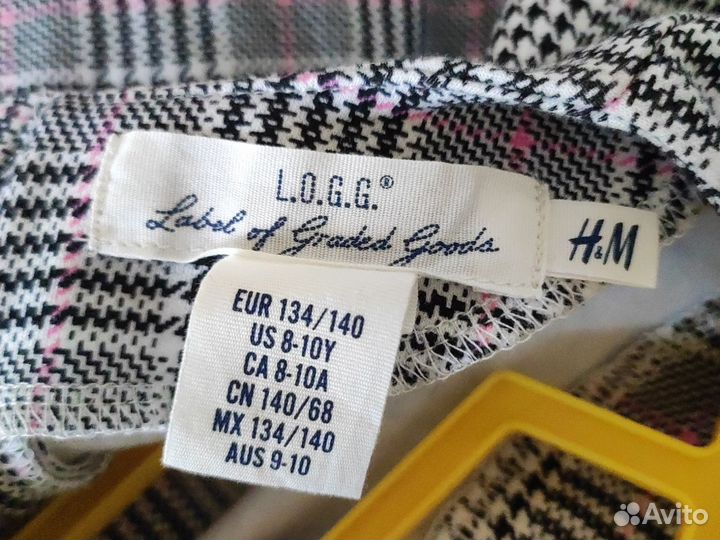 L.O.G.G.®
Label of Graded Goods
H&M
EUR 134/140
US 8-10Y
CA 8-10A
CN 140/68
MX 134/140
AUS 9-10
Avito